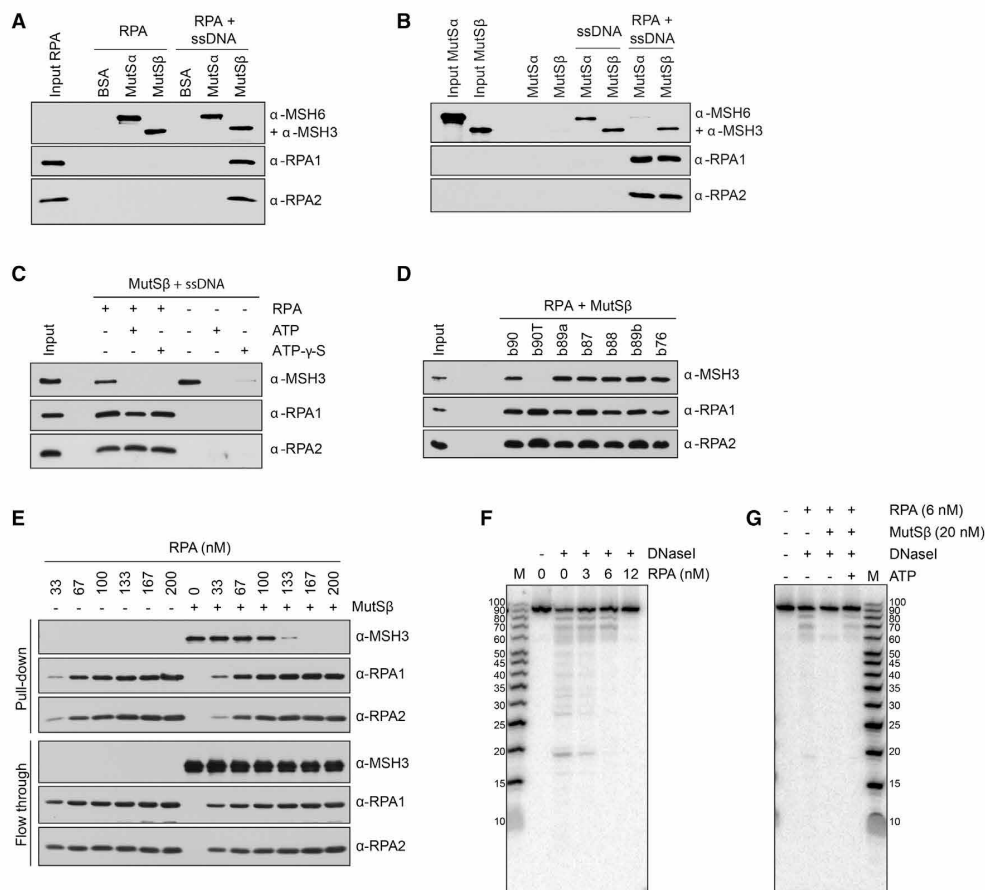 A
RPA
RPA +
ssDNA
Input RPA
BSA
MutSα
MutSβ
BSA
MutSα
MutSβ
α-MSH6
+ α-MSH3
α-RPA1
α-RPA2
B
ssDNA
RPA +
ssDNA
Input MutSα
Input MutSβ
MutSα
MutSβ
MutSα
MutSβ
MutSα
MutSβ
α-MSH6
+ α-MSH3
α-RPA1
α-RPA2
C
MutSβ + ssDNA
Input
+ + + - - - RPA
- + - - + - ATP
- - + - - + ATP-γ-S
α-MSH3
α-RPA1
α-RPA2
D
RPA + MutSβ
Input
b90
b90T
b89a
b87
b88
b89b
b76
α-MSH3
α-RPA1
α-RPA2
E
RPA (nM)
33 67 100 133 167 200 0 33 67 100 133 167 200
- - - - - - + + + + + + + MutSβ
Pull-down
α-MSH3
α-RPA1
α-RPA2
Flow through
α-MSH3
α-RPA1
α-RPA2
F
- + + + + DNaseI
M 0 0 3 6 12 RPA (nM)
100
90
80
70
60
50
45
40
35
30
25
20
15
10
G
- + + + RPA (6 nM)
- - + + MutSβ (20 nM)
- + + + DNaseI
- - - + M ATP
100
90
80
70
60
50
45
40
35
30
25
20
15
10